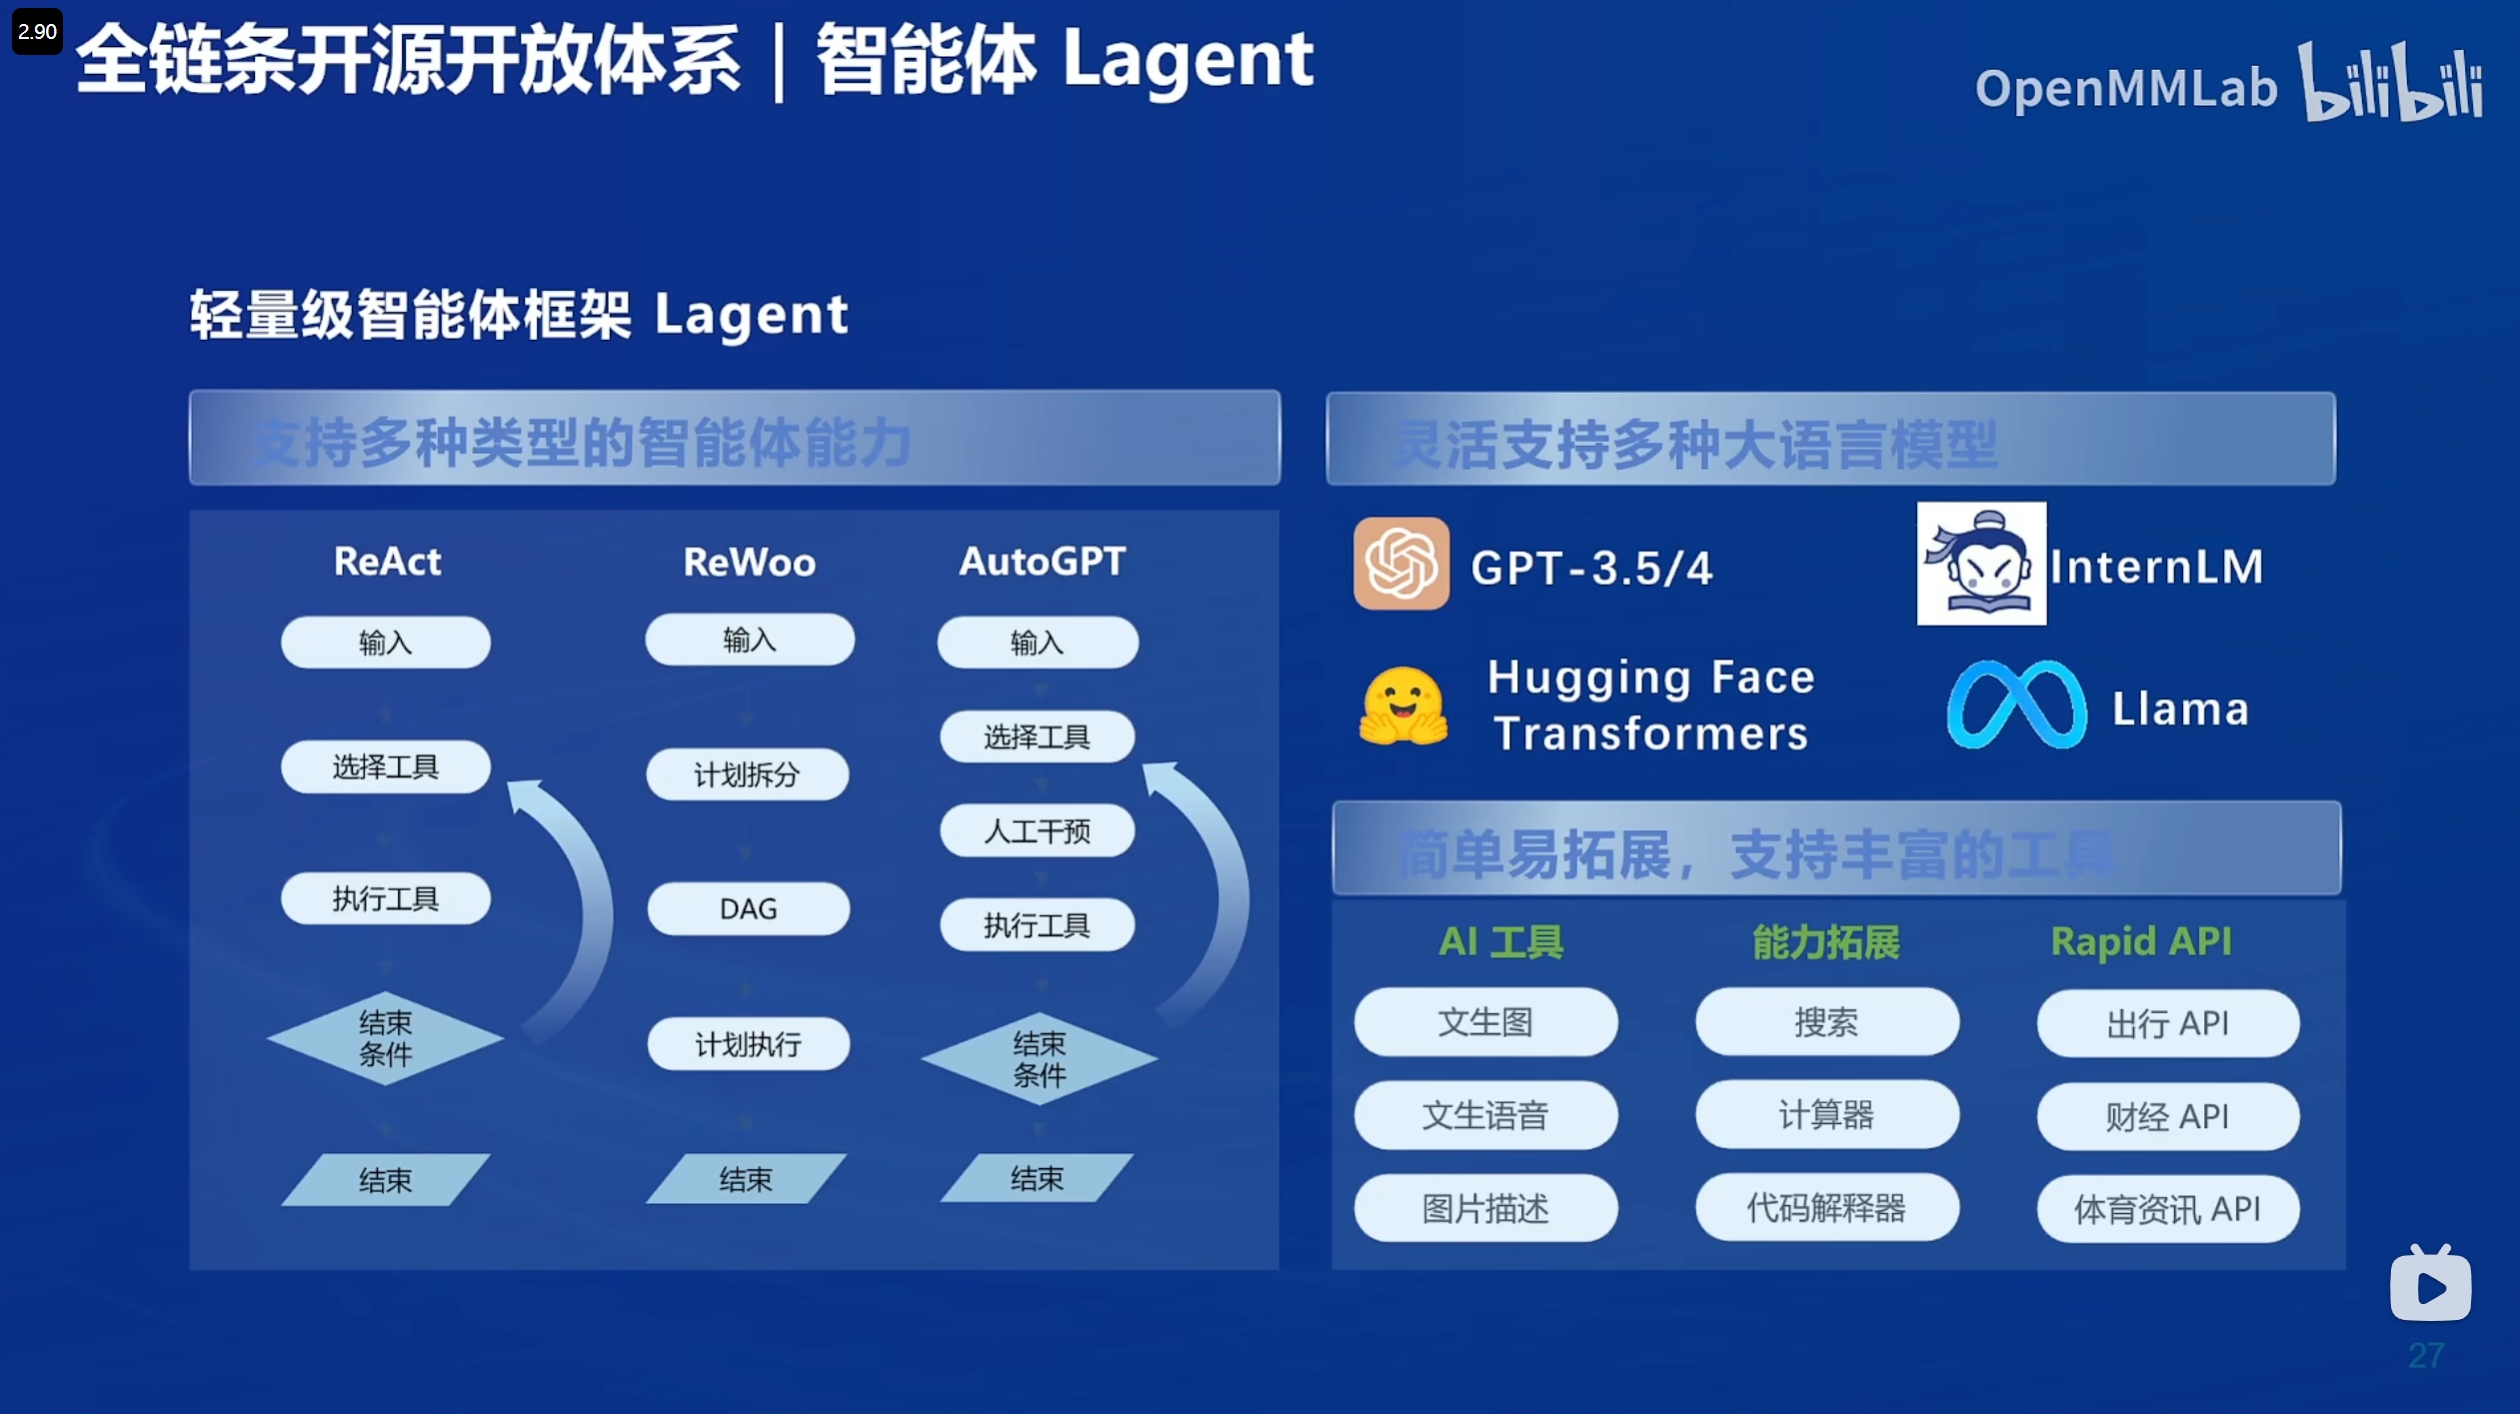 2.90
全链条开源开放体系 | 智能体 Lagent
OpenMMLab bilibili
轻量级智能体框架 Lagent
支持多种类型的智能体能力
ReAct
输入
选择工具
执行工具
结束
条件
结束
ReWoo
输入
计划拆分
DAG
计划执行
结束
AutoGPT
输入
选择工具
人工干预
执行工具
结束
条件
结束
灵活支持多种大语言模型
GPT-3.5/4
InternLM
Hugging Face
Transformers
Llama
简单易拓展，支持丰富的工具
AI 工具
文生图
文生语音
图片描述
能力拓展
搜索
计算器
代码解释器
Rapid API
出行 API
财经 API
体育资讯 API
27